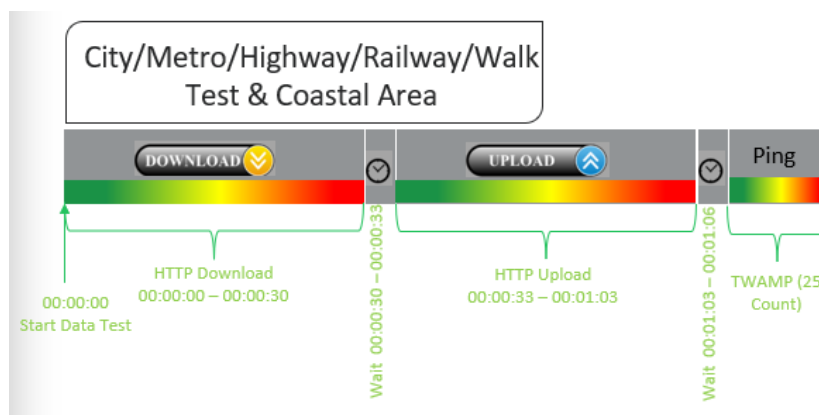 City/Metro/Highway/Railway/Walk
Test & Coastal Area
DOWNLOAD
UPLOAD
Ping
HTTP Download
00:00:00 – 00:00:30
00:00:00
Start Data Test
Wait 00:00:30 – 00:00:33
HTTP Upload
00:00:33 – 00:01:03
Wait 00:01:03 – 00:01:06
TWAMP (25
Count)